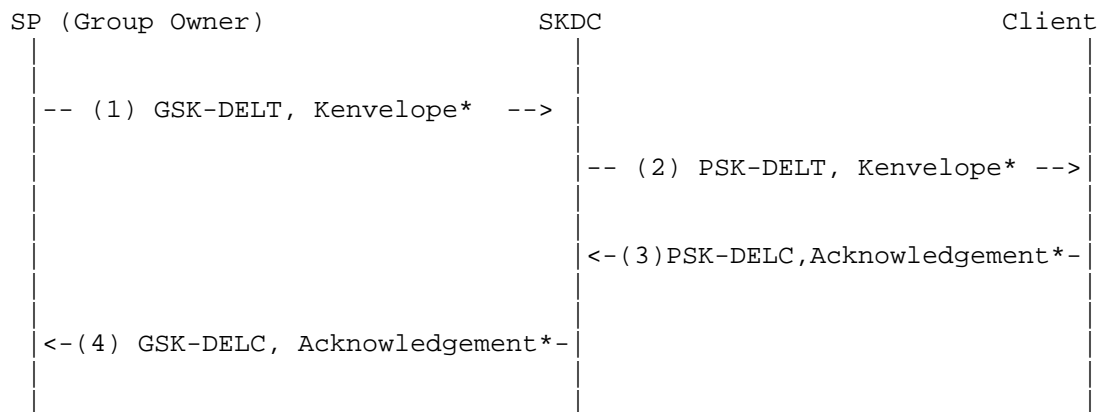 SP (Group Owner) SKDC Client
-- (1) GSK-DELT, Kenvelope* -->
-- (2) PSK-DELT, Kenvelope* -->
<-(3)PSK-DELC,Acknowledgement*-
<-(4) GSK-DELC, Acknowledgement*-